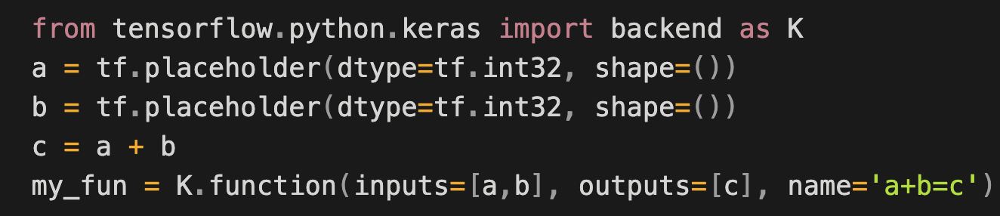 from tensorflow.python.keras import backend as K
a = tf.placeholder(dtype=tf.int32, shape=())
b = tf.placeholder(dtype=tf.int32, shape=())
c = a + b
my_fun = K.function(inputs=[a,b], outputs=[c], name='a+b=c')